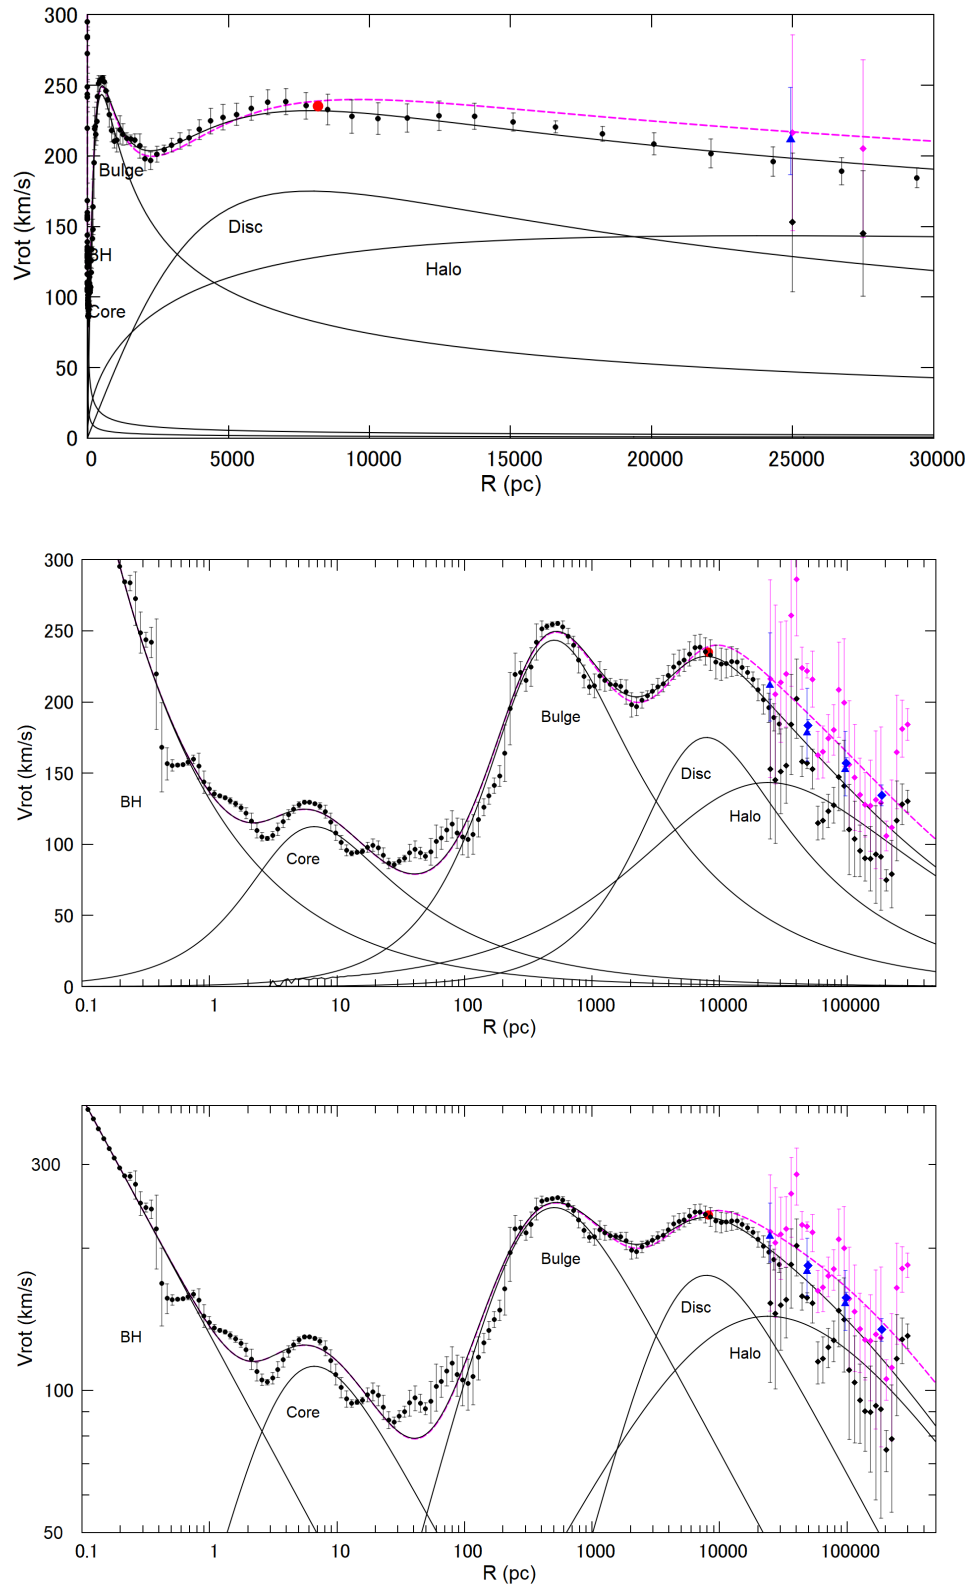 300
250
200
150
100
50
0
Vrot (km/s)
Bulge
BH
Core
Disc
Halo
0 5000 10000 15000 20000 25000 30000
R (pc)
300
250
200
150
100
50
0
Vrot (km/s)
BH
Core
Bulge
Disc
Halo
0.1 1 10 100 1000 10000 100000
R (pc)
300
100
50
Vrot (km/s)
BH
Core
Bulge
Disc
Halo
0.1 1 10 100 1000 10000 100000
R (pc)